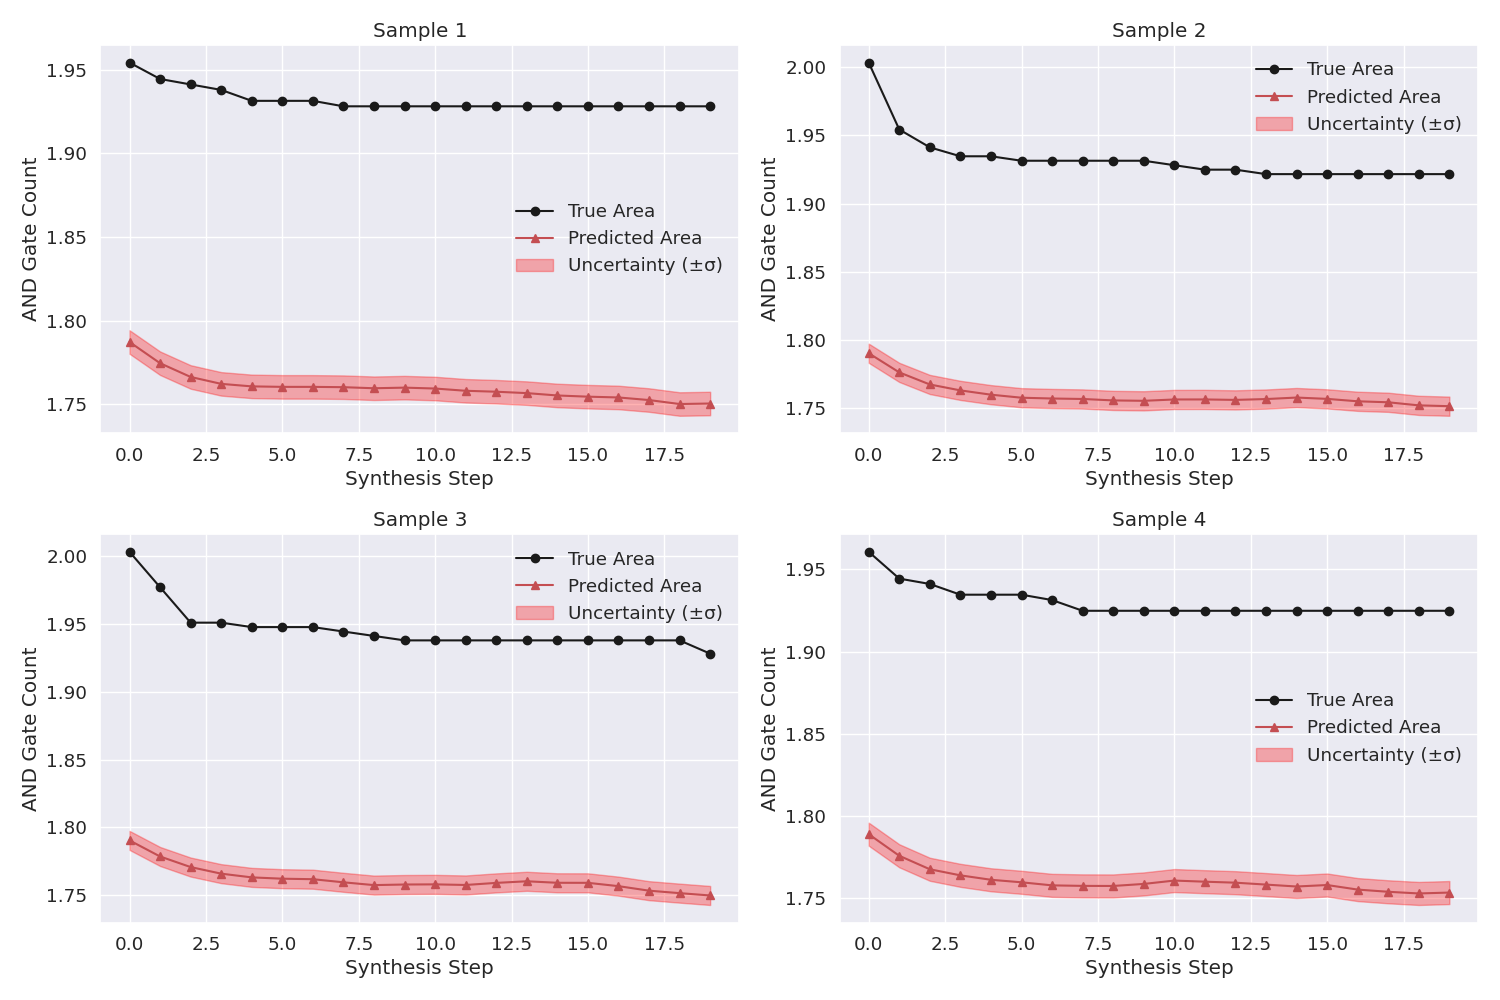 Sample 1
AND Gate Count
1.95
1.90
1.85
1.80
1.75
True Area
Predicted Area
Uncertainty (±σ)
0.0 2.5 5.0 7.5 10.0 12.5 15.0 17.5
Synthesis Step
Sample 2
AND Gate Count
2.00
1.95
1.90
1.85
1.80
1.75
True Area
Predicted Area
Uncertainty (±σ)
0.0 2.5 5.0 7.5 10.0 12.5 15.0 17.5
Synthesis Step
Sample 3
AND Gate Count
2.00
1.95
1.90
1.85
1.80
1.75
True Area
Predicted Area
Uncertainty (±σ)
0.0 2.5 5.0 7.5 10.0 12.5 15.0 17.5
Synthesis Step
Sample 4
AND Gate Count
1.95
1.90
1.85
1.80
1.75
True Area
Predicted Area
Uncertainty (±σ)
0.0 2.5 5.0 7.5 10.0 12.5 15.0 17.5
Synthesis Step